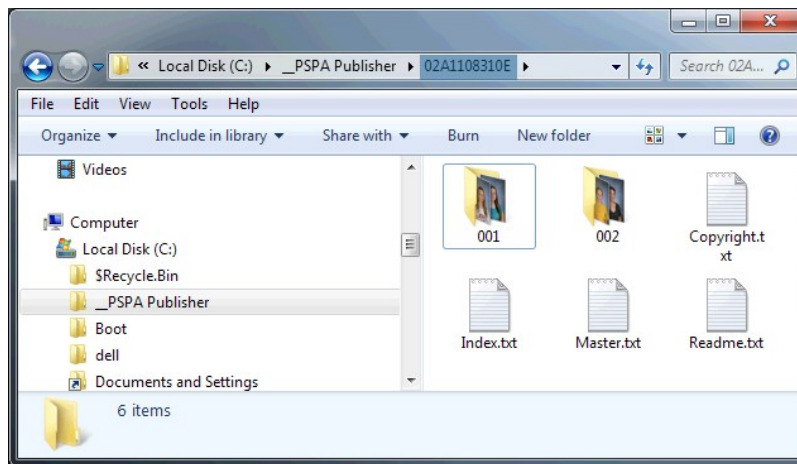 « Local Disk (C:) ▸ __PSPA Publisher ▸ 02A1108310E ▸ Search 02A...
File Edit View Tools Help
Organize Include in library Share with Burn New folder
Videos
Computer
Local Disk (C:)
$Recycle.Bin
__PSPA Publisher
Boot
dell
Documents and Settings
001 002 Copyright.t
xt
Index.txt Master.txt Readme.txt
6 items